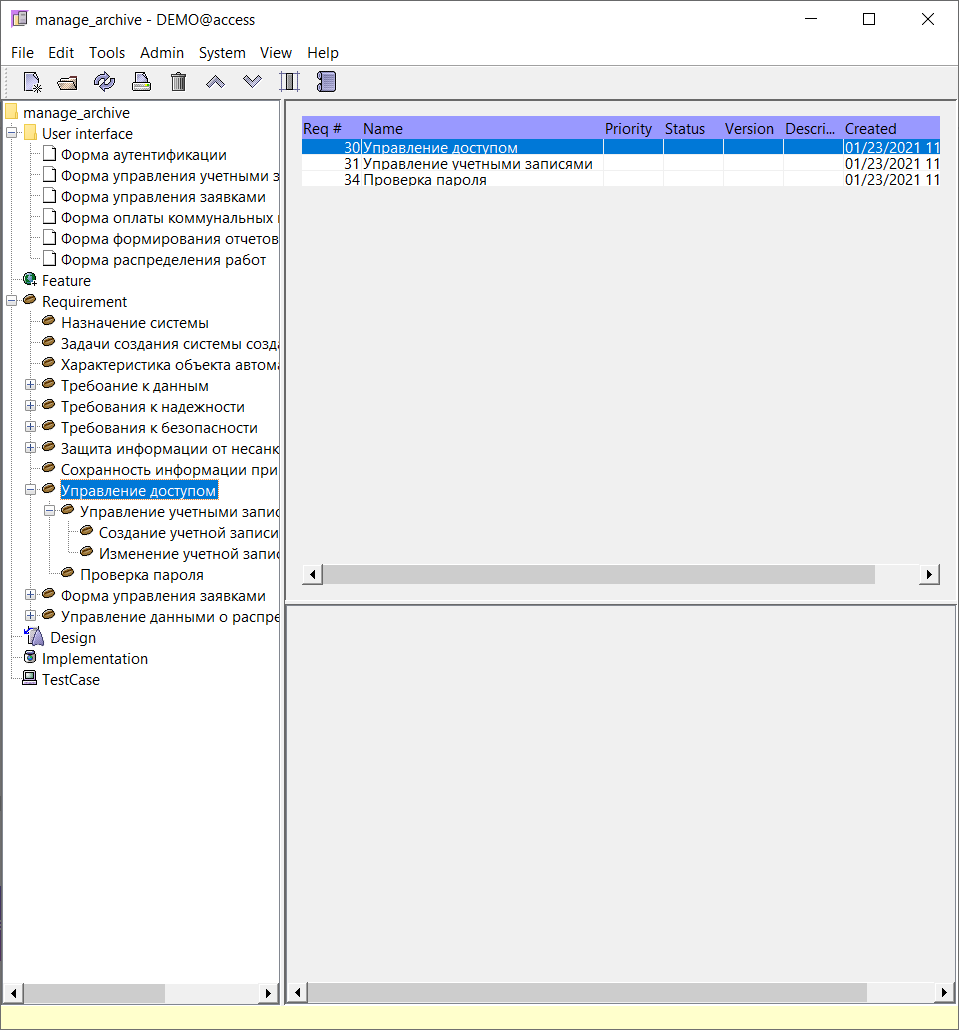 manage_archive - DEMO@access
File Edit Tools Admin System View Help
manage_archive
User interface
Форма аутентификации
Форма управления учетными з
Форма управления заявками
Форма оплаты коммунальных
Форма формирования отчетов
Форма распределения работ
Feature
Requirement
Назначение системы
Задачи создания системы созда
Характеристика объекта автома
Требоание к данным
Требования к надежности
Требования к безопасности
Защита информации от несанк
Сохранность информации при
Управление доступом
Управление учетными запис
Создание учетной записи
Изменение учетной запис
Проверка пароля
Форма управления заявками
Управление данными о распре
Design
Implementation
TestCase
Req # Name Priority Status Version Descri... Created
30 Управление доступом 01/23/2021 11
31 Управление учетными записями 01/23/2021 11
34 Проверка пароля 01/23/2021 11